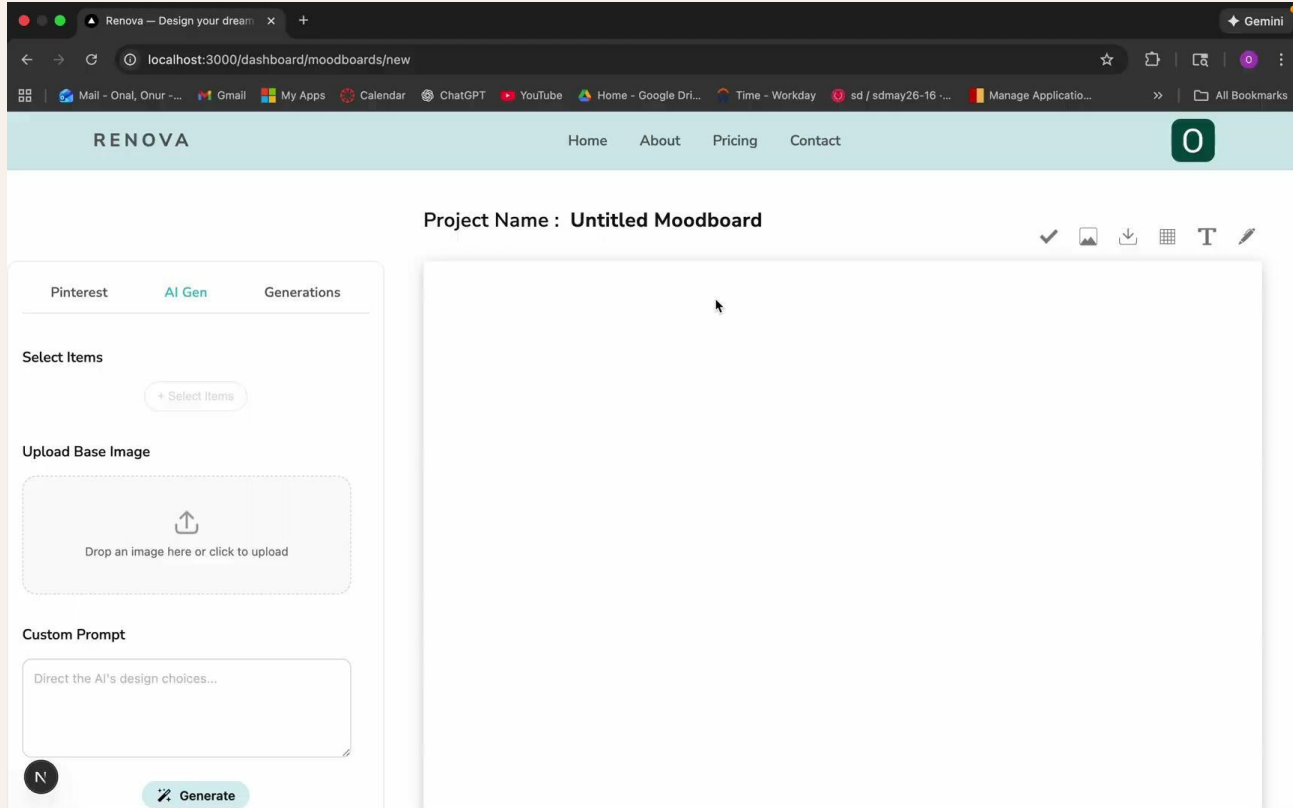 Renova — Design your dream
Gemini
localhost:3000/dashboard/moodboards/new
O
Mail - Onal, Onur -... Gmail My Apps Calendar ChatGPT YouTube Home - Google Dri... Time - Workday sd / sdmay26-16 -... Manage Applicatio... All Bookmarks
RENOVA Home About Pricing Contact O
Project Name : Untitled Moodboard
T
Pinterest AI Gen Generations
Select Items
+ Select Items
Upload Base Image
Drop an image here or click to upload
Custom Prompt
Direct the AI's design choices...
N
Generate